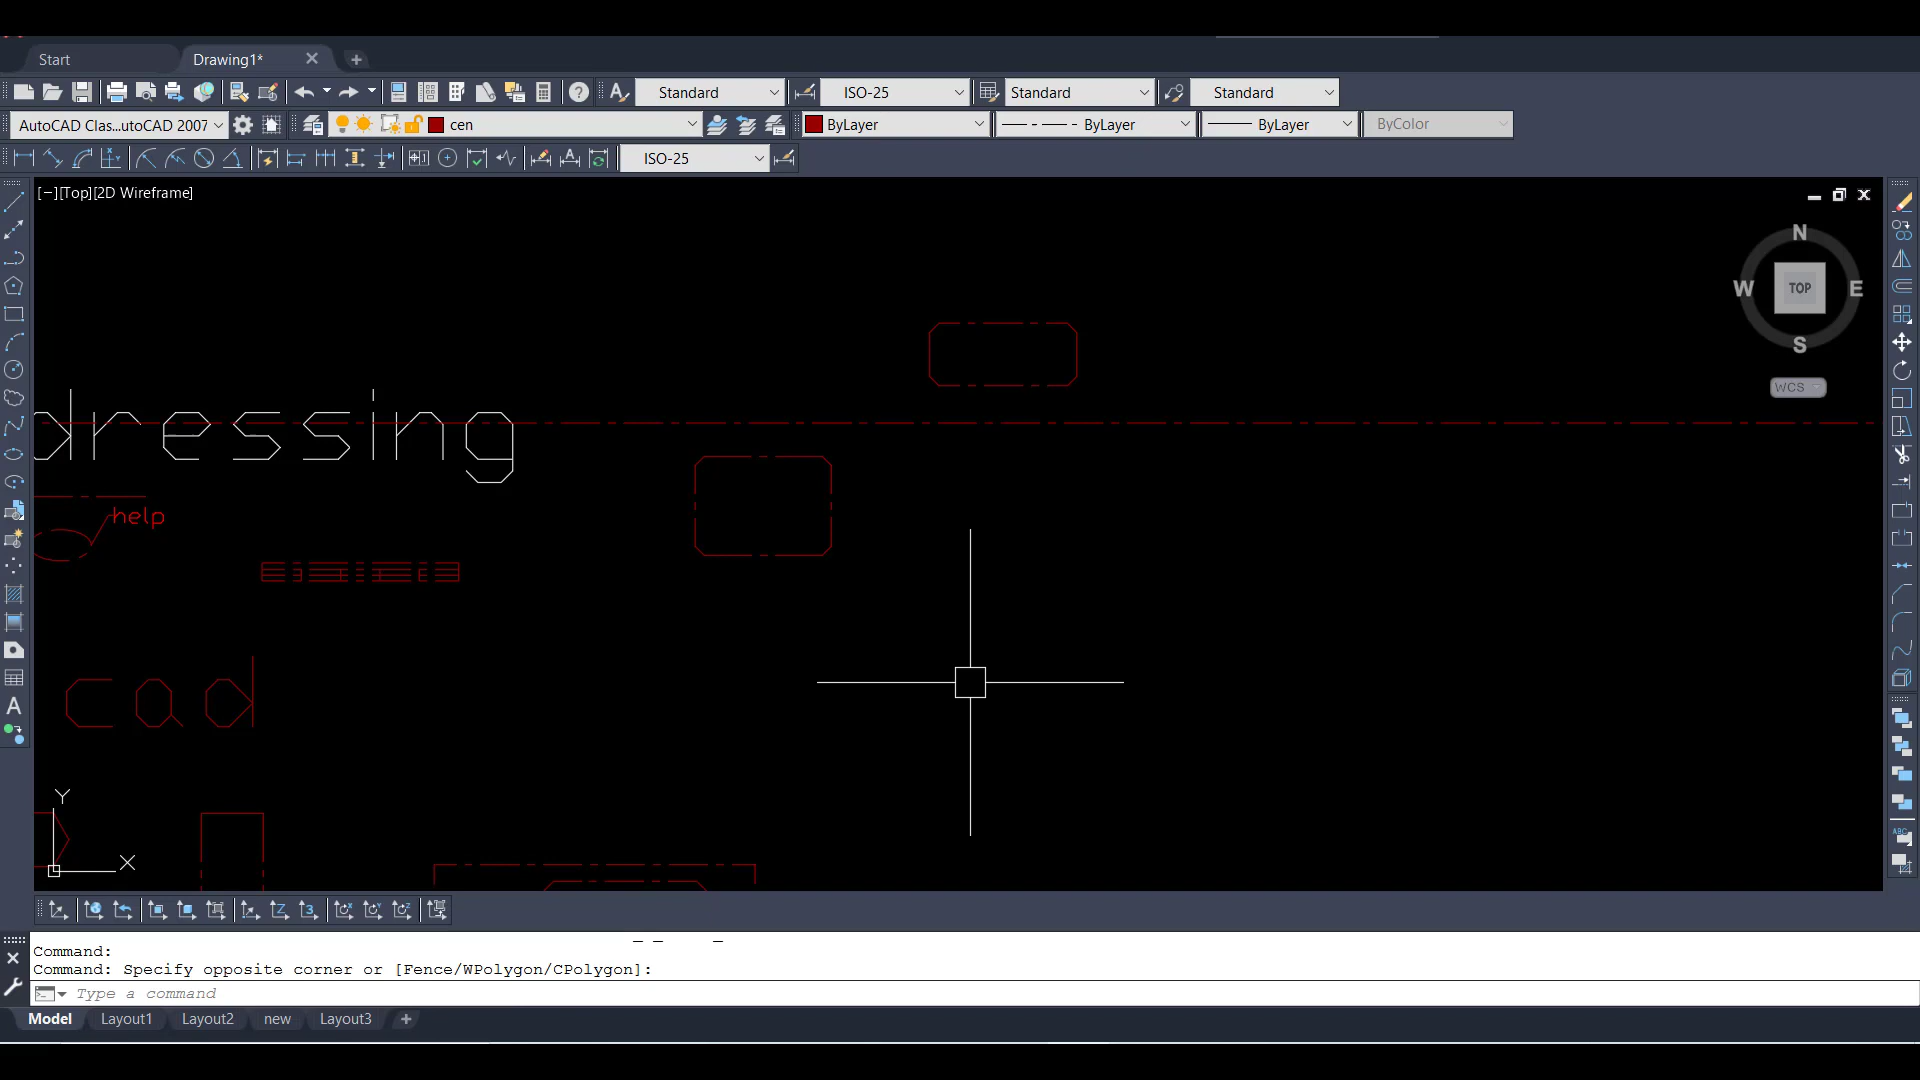 Start
Drawing1*
Standard
ISO-25
Standard
Standard
AutoCAD Clas...utoCAD 2007
cen
ByLayer
ByLayer
ByLayer
ByColor
ISO-25
[−][Top][2D Wireframe]
N
W
TOP
E
S
WCS
dressing
help
cad
Y
X
Command:
Command: Specify opposite corner or [Fence/WPolygon/CPolygon]:
Type a command
Model
Layout1
Layout2
new
Layout3